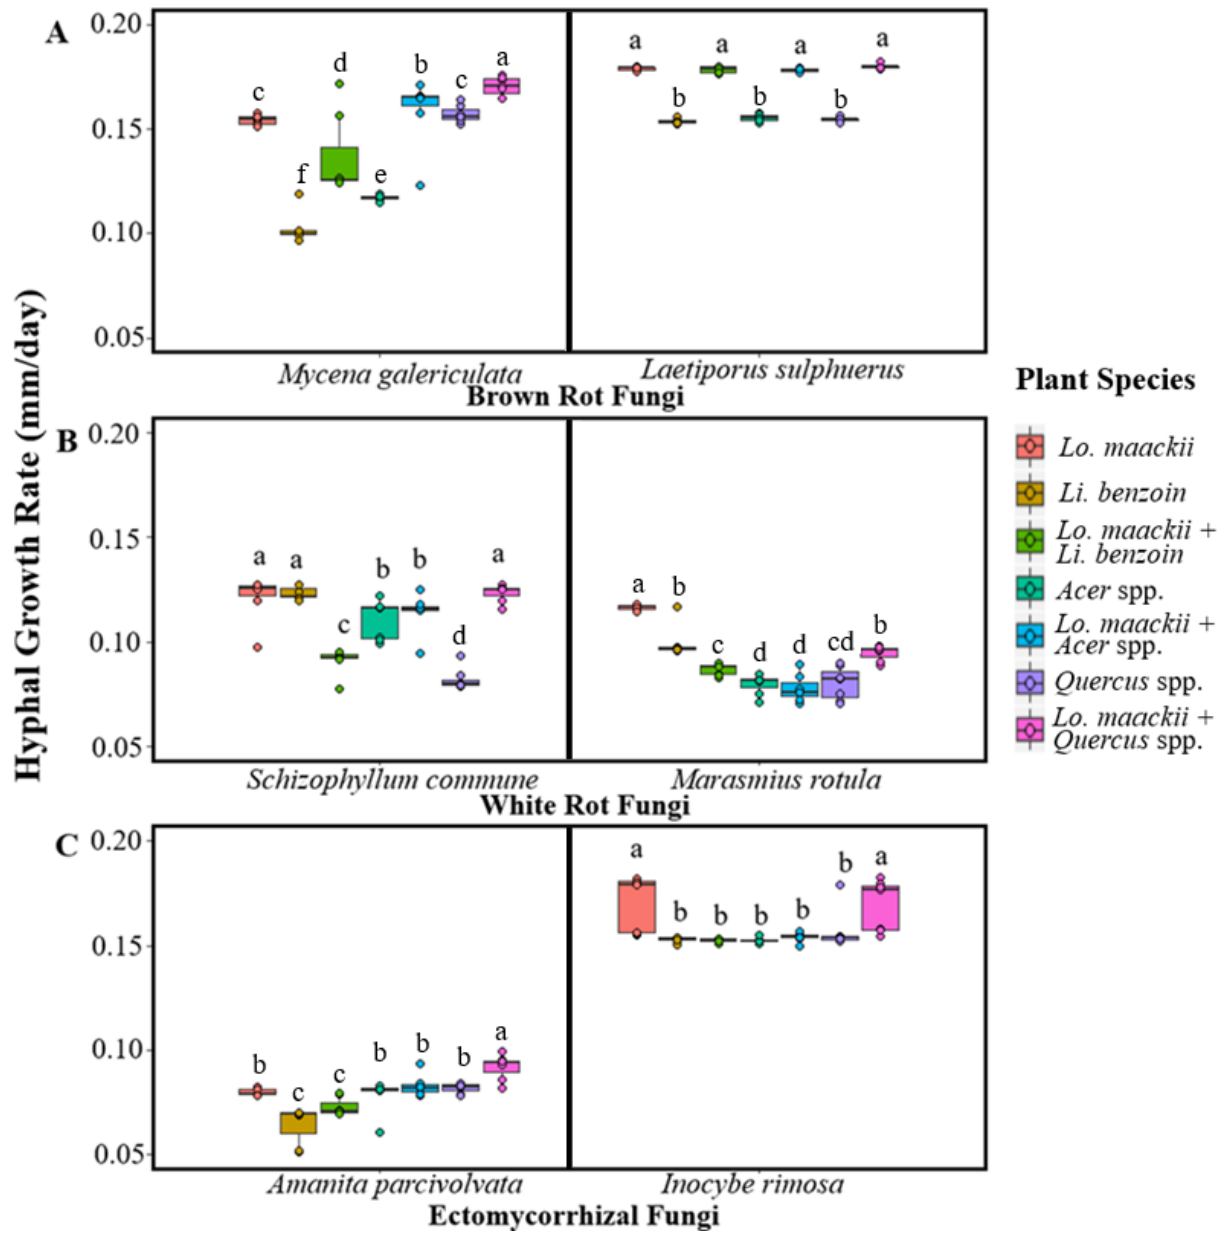 A
0.20
0.15
0.10
0.05
c
f
d
e
b
c
a
a
b
a
b
a
b
a
Mycena galericulata
Laetiporus sulphuerus
Brown Rot Fungi
Hyphal Growth Rate (mm/day)
B
0.20
0.15
0.10
0.05
a
a
c
b
b
d
a
a
b
c
d
d
cd
b
Schizophyllum commune
Marasmius rotula
White Rot Fungi
C
0.20
0.15
0.10
0.05
b
c
c
b
b
b
a
a
b
b
b
b
b
a
Amanita parcivolvata
Inocybe rimosa
Ectomycorrhizal Fungi
Plant Species
Lo. maackii
Li. benzoin
Lo. maackii +
Li. benzoin
Acer spp.
Lo. maackii +
Acer spp.
Quercus spp.
Lo. maackii +
Quercus spp.